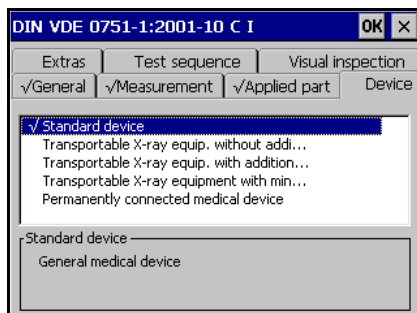 DIN VDE 0751-1:2001-10 C I OK ×
Extras Test sequence Visual inspection
√General √Measurement √Applied part Device
√ Standard device
Transportable X-ray equip. without addi...
Transportable X-ray equip. with addition...
Transportable X-ray equipment with min...
Permanently connected medical device
Standard device
General medical device